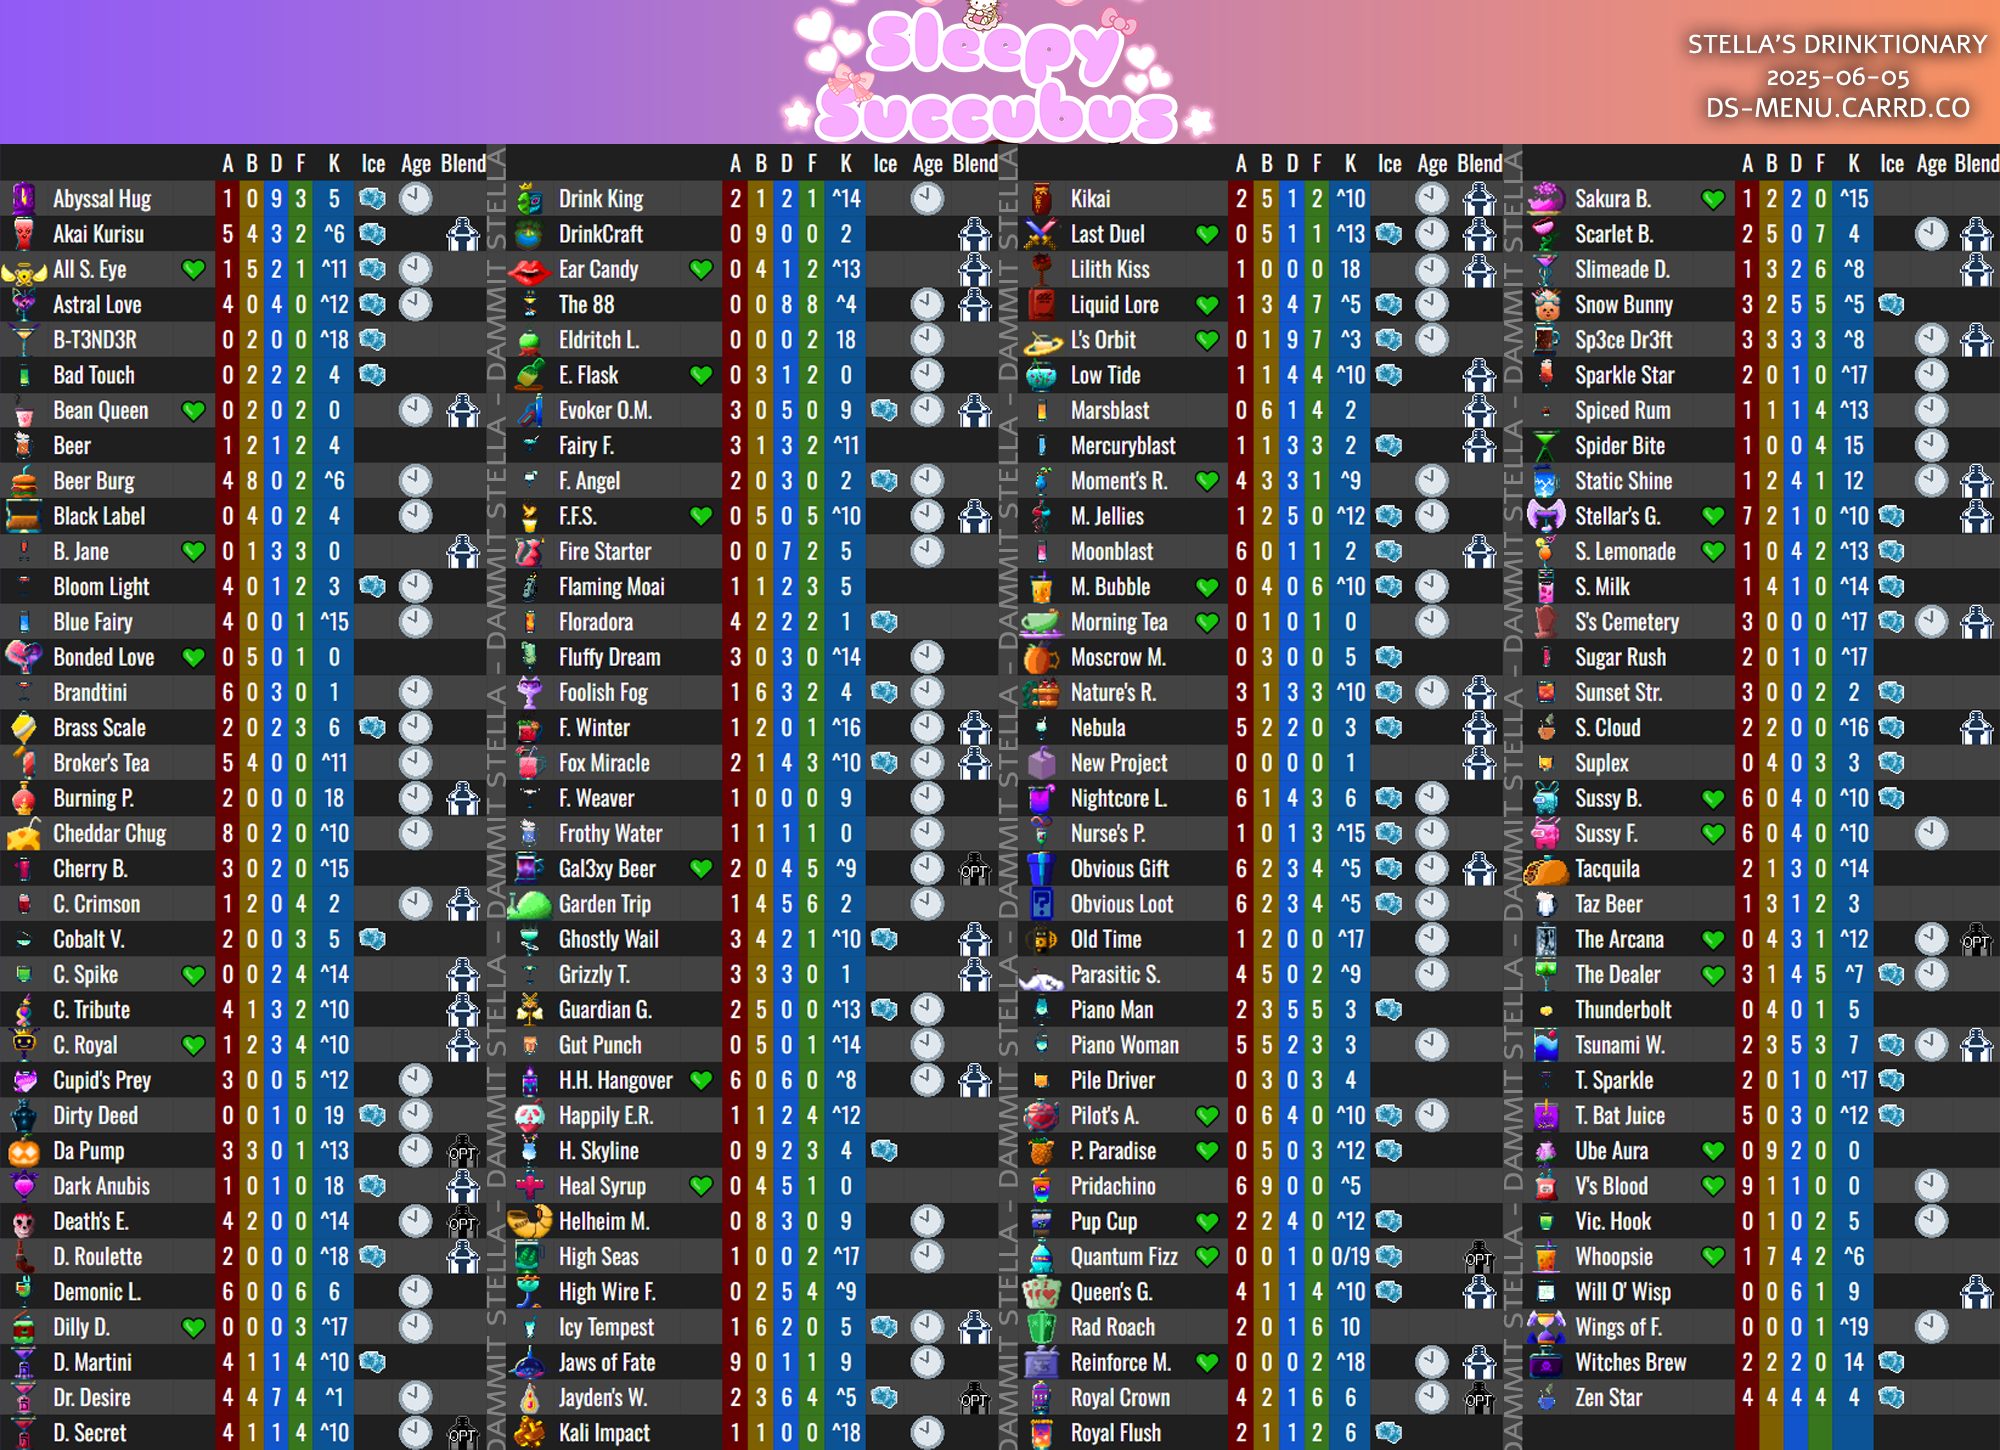 Sleepy
Succubus
STELLA'S DRINKTIONARY
2025-06-05
DS-MENU.CARRD.CO
A B D F K Ice Age Blend
Abyssal Hug 1 0 9 3 5
Akai Kurisu 5 4 3 2 ^6
All S. Eye 1 5 2 1 ^11
Astral Love 4 0 4 0 ^12
B-T3ND3R 0 2 0 0 ^18
Bad Touch 0 2 2 2 4
Bean Queen 0 2 0 2 0
Beer 1 2 1 2 4
Beer Burg 4 8 0 2 ^6
Black Label 0 4 0 2 4
B. Jane 0 1 3 3 0
Bloom Light 4 0 1 2 3
Blue Fairy 4 0 0 1 ^15
Bonded Love 0 5 0 1 0
Brandtini 6 0 3 0 1
Brass Scale 2 0 2 3 6
Broker's Tea 5 4 0 0 ^11
Burning P. 2 0 0 0 18
Cheddar Chug 8 0 2 0 ^10
Cherry B. 3 0 2 0 ^15
C. Crimson 1 2 0 4 2
Cobalt V. 2 0 0 3 5
C. Spike 0 0 2 4 ^14
C. Tribute 4 1 3 2 ^10
C. Royal 1 2 3 4 ^10
Cupid's Prey 3 0 0 5 ^12
Dirty Deed 0 0 1 0 19
Da Pump 3 3 0 1 ^13 OPT
Dark Anubis 1 0 1 0 18
Death's E. 4 2 0 0 ^14 OPT
D. Roulette 2 0 0 0 ^18
Demonic L. 6 0 0 6 6
Dilly D. 0 0 0 3 ^17
D. Martini 4 1 1 4 ^10
Dr. Desire 4 4 7 4 ^1
D. Secret 4 1 1 4 ^10 OPT
DAMMIT STELLA - DAMMIT STELLA - DAMMIT STELLA - DAMMIT STELLA
A B D F K Ice Age Blend
Drink King 2 1 2 1 ^14
DrinkCraft 0 9 0 0 2
Ear Candy 0 4 1 2 ^13
The 88 0 0 8 8 ^4
Eldritch L. 0 0 0 2 18
E. Flask 0 3 1 2 0
Evoker O.M. 3 0 5 0 9
Fairy F. 3 1 3 2 ^11
F. Angel 2 0 3 0 2
F.F.S. 0 5 0 5 ^10
Fire Starter 0 0 7 2 5
Flaming Moai 1 1 2 3 5
Floradora 4 2 2 2 1
Fluffy Dream 3 0 3 0 ^14
Foolish Fog 1 6 3 2 4
F. Winter 1 2 0 1 ^16
Fox Miracle 2 1 4 3 ^10
F. Weaver 1 0 0 0 9
Frothy Water 1 1 1 1 0
Gal3xy Beer 2 0 4 5 ^9 OPT
Garden Trip 1 4 5 6 2
Ghostly Wail 3 4 2 1 ^10
Grizzly T. 3 3 3 0 1
Guardian G. 2 5 0 0 ^13
Gut Punch 0 5 0 1 ^14
H.H. Hangover 6 0 6 0 ^8
Happily E.R. 1 1 2 4 ^12
H. Skyline 0 9 2 3 4
Heal Syrup 0 4 5 1 0
Helheim M. 0 8 3 0 9
High Seas 1 0 0 2 ^17
High Wire F. 0 2 5 4 ^9
Icy Tempest 1 6 2 0 5
Jaws of Fate 9 0 1 1 9
Jayden's W. 2 3 6 4 ^5 OPT
Kali Impact 1 1 0 0 ^18
DAMMIT STELLA - DAMMIT STELLA - DAMMIT STELLA - DAMMIT STELLA
A B D F K Ice Age Blend
Kikai 2 5 1 2 ^10
Last Duel 0 5 1 1 ^13
Lilith Kiss 1 0 0 0 18
Liquid Lore 1 3 4 7 ^5
L's Orbit 0 1 9 7 ^3
Low Tide 1 1 4 4 ^10
Marsblast 0 6 1 4 2
Mercuryblast 1 1 3 3 2
Moment's R. 4 3 3 1 ^9
M. Jellies 1 2 5 0 ^12
Moonblast 6 0 1 1 2
M. Bubble 0 4 0 6 ^10
Morning Tea 0 1 0 1 0
Moscrow M. 0 3 0 0 5
Nature's R. 3 1 3 3 ^10
Nebula 5 2 2 0 3
New Project 0 0 0 0 1
Nightcore L. 6 1 4 3 6
Nurse's P. 1 0 1 3 ^15
Obvious Gift 6 2 3 4 ^5
Obvious Loot 6 2 3 4 ^5
Old Time 1 2 0 0 ^17
Parasitic S. 4 5 0 2 ^9
Piano Man 2 3 5 5 3
Piano Woman 5 5 2 3 3
Pile Driver 0 3 0 3 4
Pilot's A. 0 6 4 0 ^10
P. Paradise 0 5 0 3 ^12
Pridachino 6 9 0 0 ^5
Pup Cup 2 2 4 0 ^12
Quantum Fizz 0 0 1 0 0/19 OPT
Queen's G. 4 1 1 4 ^10
Rad Roach 2 0 1 6 10
Reinforce M. 0 0 0 2 ^18
Royal Crown 4 2 1 6 6 OPT
Royal Flush 2 1 1 2 6
DAMMIT STELLA - DAMMIT STELLA - DAMMIT STELLA - DAMMIT STELLA
A B D F K Ice Age Blend
Sakura B. 1 2 2 0 ^15
Scarlet B. 2 5 0 7 4
Slimeade D. 1 3 2 6 ^8
Snow Bunny 3 2 5 5 ^5
Sp3ce Dr3ft 3 3 3 3 ^8
Sparkle Star 2 0 1 0 ^17
Spiced Rum 1 1 1 4 ^13
Spider Bite 1 0 0 4 15
Static Shine 1 2 4 1 12
Stellar's G. 7 2 1 0 ^10
S. Lemonade 1 0 4 2 ^13
S. Milk 1 4 1 0 ^14
S's Cemetery 3 0 0 0 ^17
Sugar Rush 2 0 1 0 ^17
Sunset Str. 3 0 0 2 2
S. Cloud 2 2 0 0 ^16
Suplex 0 4 0 3 3
Sussy B. 6 0 4 0 ^10
Sussy F. 6 0 4 0 ^10
Tacquila 2 1 3 0 ^14
Taz Beer 1 3 1 2 3
The Arcana 0 4 3 1 ^12 OPT
The Dealer 3 1 4 5 ^7
Thunderbolt 0 4 0 1 5
Tsunami W. 2 3 5 3 7
T. Sparkle 2 0 1 0 ^17
T. Bat Juice 5 0 3 0 ^12
Ube Aura 0 9 2 0 0
V's Blood 9 1 1 0 0
Vic. Hook 0 1 0 2 5
Whoopsie 1 7 4 2 ^6
Will O' Wisp 0 0 6 1 9
Wings of F. 0 0 0 1 ^19
Witches Brew 2 2 2 0 14
Zen Star 4 4 4 4 4